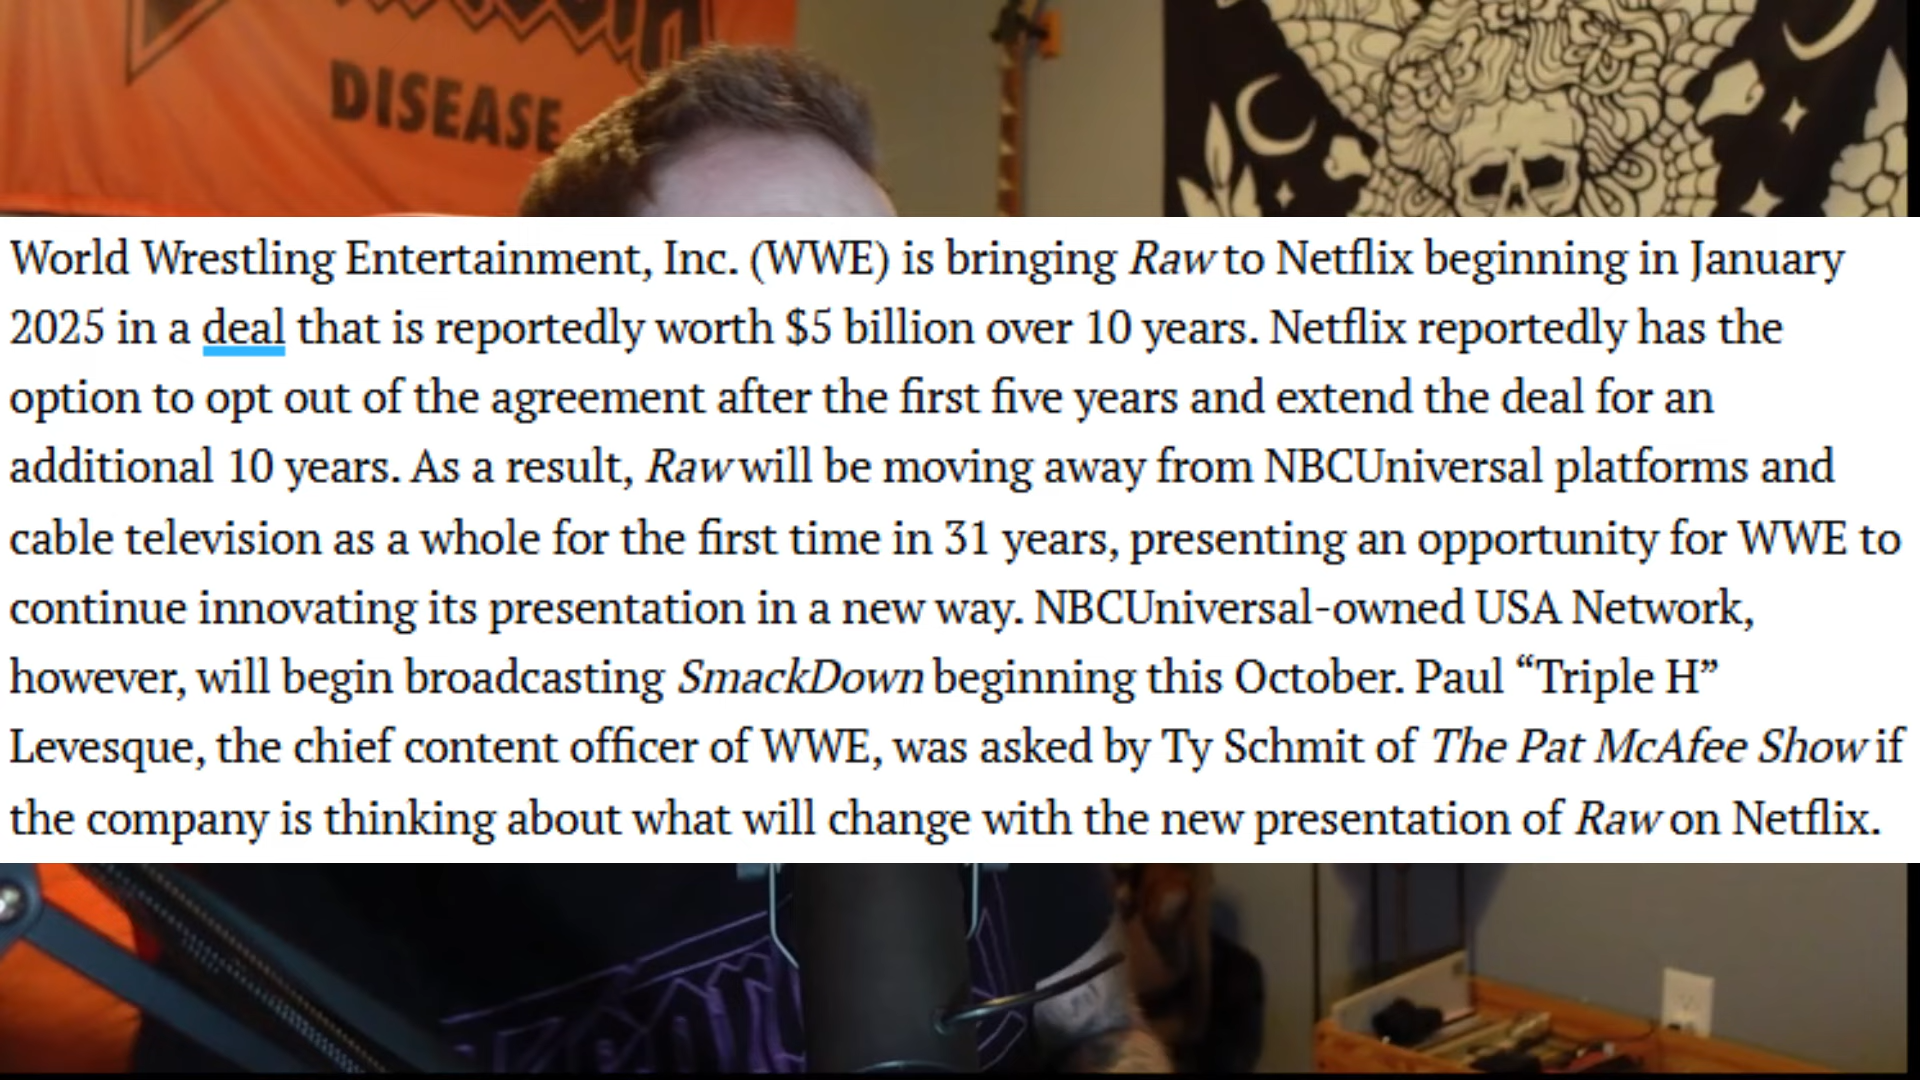 DISEASE
World Wrestling Entertainment, Inc. (WWE) is bringing Raw to Netflix beginning in January
2025 in a deal that is reportedly worth $5 billion over 10 years. Netflix reportedly has the
option to opt out of the agreement after the first five years and extend the deal for an
additional 10 years. As a result, Raw will be moving away from NBCUniversal platforms and
cable television as a whole for the first time in 31 years, presenting an opportunity for WWE to
continue innovating its presentation in a new way. NBCUniversal-owned USA Network,
however, will begin broadcasting SmackDown beginning this October. Paul “Triple H”
Levesque, the chief content officer of WWE, was asked by Ty Schmit of The Pat McAfee Show if
the company is thinking about what will change with the new presentation of Raw on Netflix.